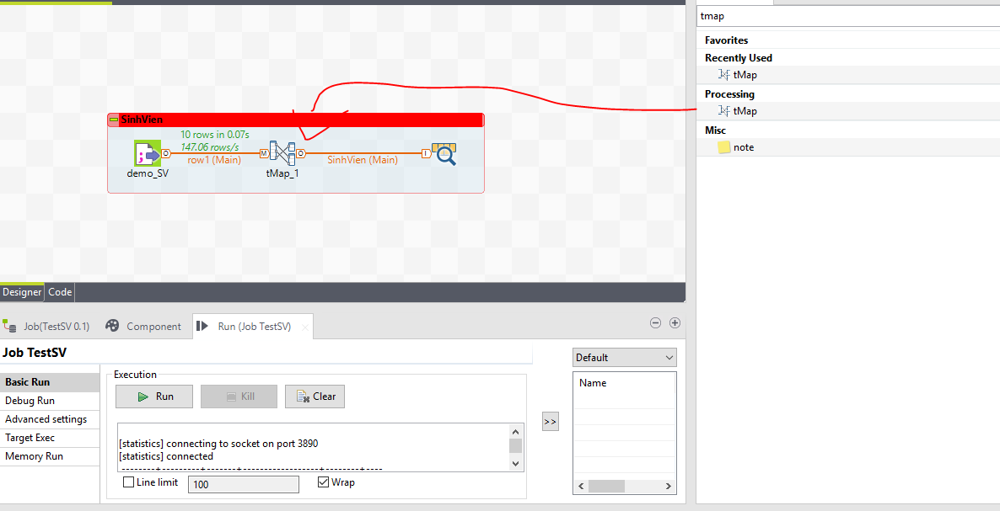 tmap
Favorites
Recently Used
tMap
Processing
tMap
Misc
note
SinhVien
10 rows in 0.07s
147.06 rows/s
row1 (Main)
M
O
O
SinhVien (Main)
I
demo_SV
tMap_1
Designer
Code
Job(TestSV 0.1)
Component
Run (Job TestSV)
Job TestSV
Default
Basic Run
Debug Run
Advanced settings
Target Exec
Memory Run
Execution
Run
Kill
Clear
Name
>>
[statistics] connecting to socket on port 3890
[statistics] connected
Line limit
100
Wrap